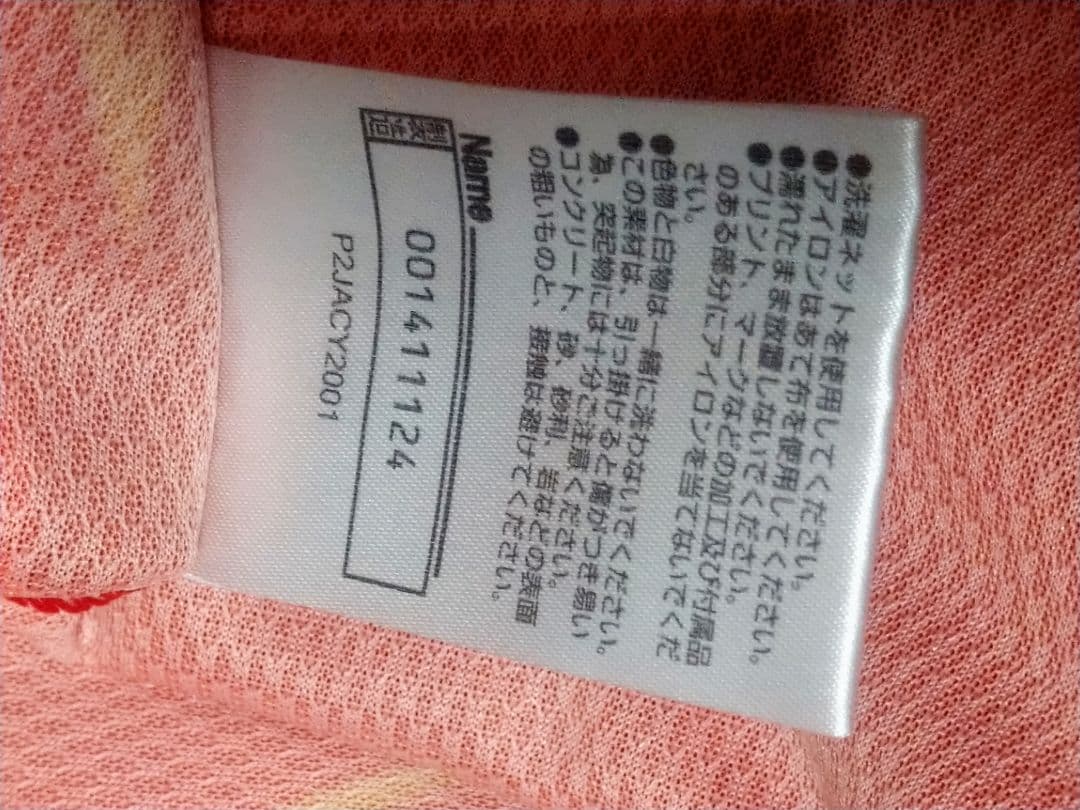 ●洗濯ネットを使用してください。
●アイロンはあて布を使用してください。
●濡れたまま放置しないでください。
●プリント、マークなどの加工及び付属品
のある部分にアイロンを当てないでくだ
さい。
●色物と白物は一緒に洗わないでください。
●この素材は、引っ掛けると傷がつき易い
為、突起物には十分ご注意ください。
●コンクリート、砂、砂利、岩などの表面
の粗いものと、接触は避けてください。
Name
0014111124
P2JACY2001